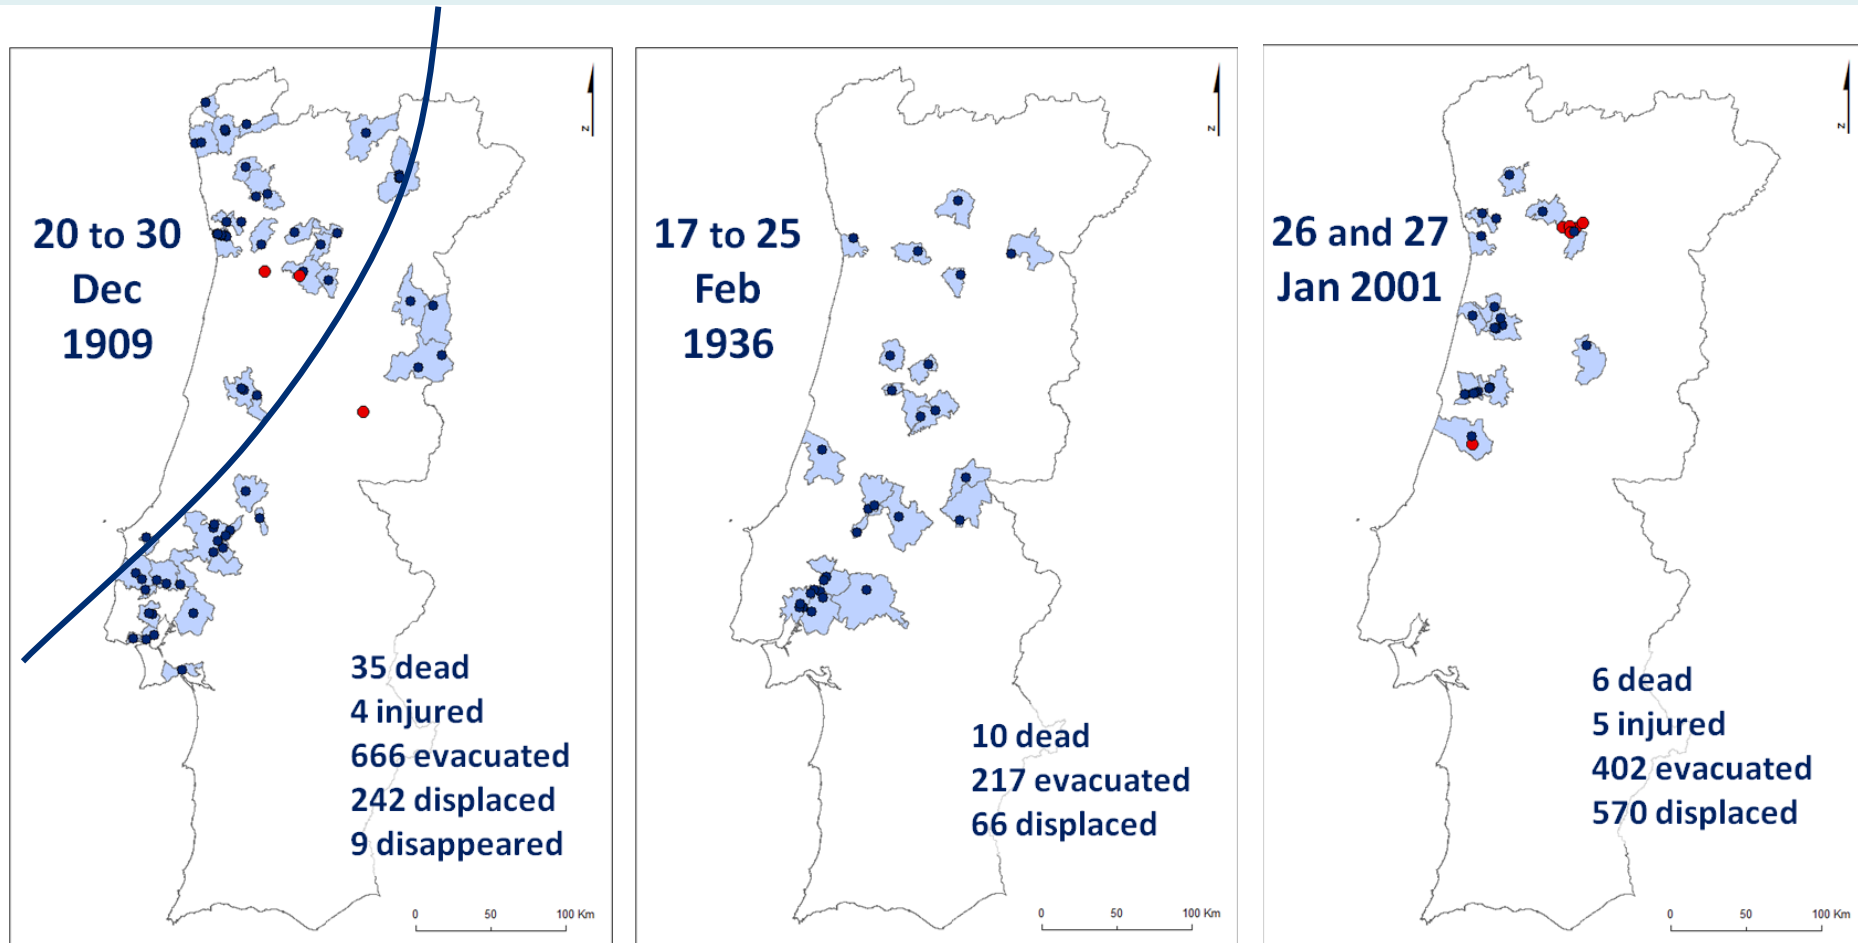 N
20 to 30
Dec
1909
35 dead
4 injured
666 evacuated
242 displaced
9 disappeared
0 50 100 Km
N
17 to 25
Feb
1936
10 dead
217 evacuated
66 displaced
0 50 100 Km
N
26 and 27
Jan 2001
6 dead
5 injured
402 evacuated
570 displaced
0 50 100 Km